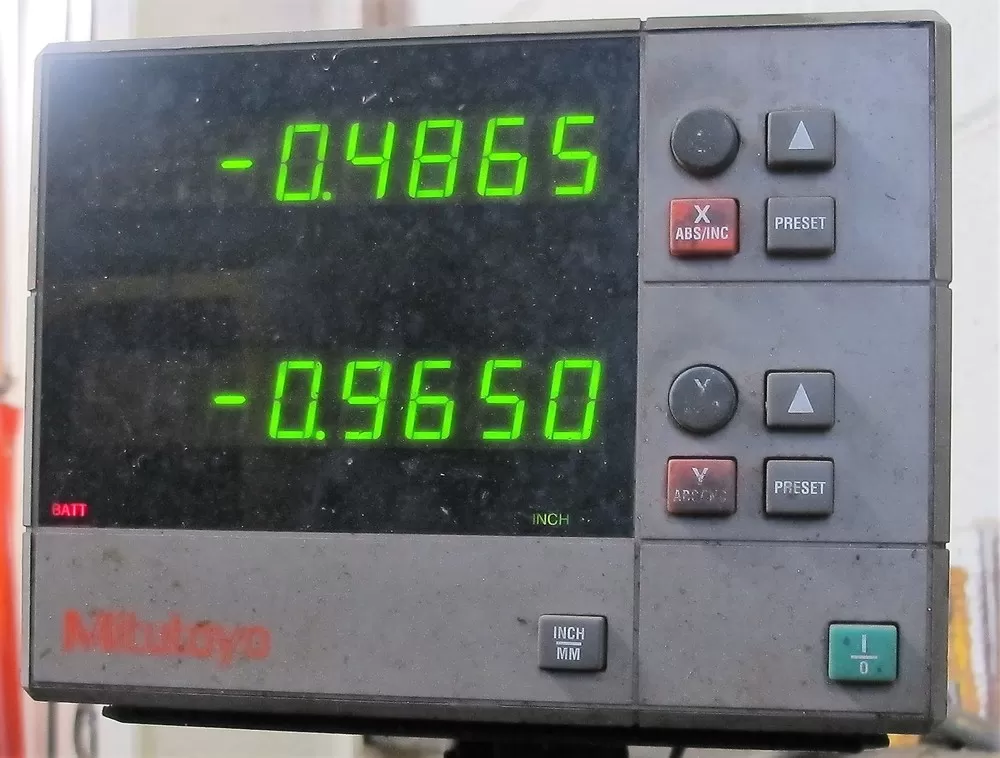 -0.4865
X
ABS/INC
PRESET
-0.9650
Y
Y
PRESET
BATT
INCH
Mitutoyo
INCH
MM
I
0